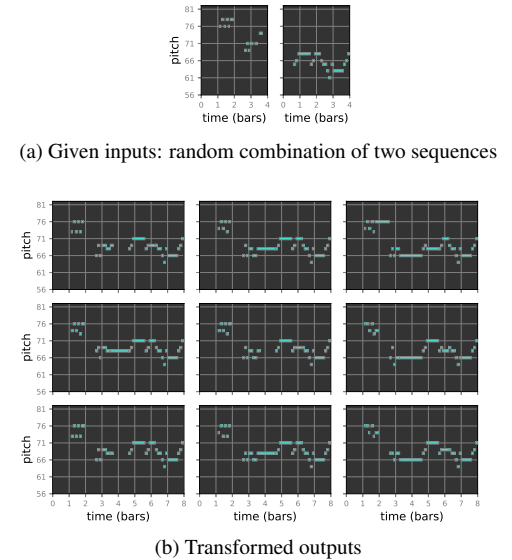 81
76
71
66
61
56
pitch
0 1 2 3 4 0 1 2 3 4
time (bars) time (bars)
(a) Given inputs: random combination of two sequences
81
76
71
66
61
56
pitch
81
76
71
66
61
56
pitch
81
76
71
66
61
56
pitch
0 1 2 3 4 5 6 7 8 0 1 2 3 4 5 6 7 8 0 1 2 3 4 5 6 7 8
time (bars) time (bars) time (bars)
(b) Transformed outputs